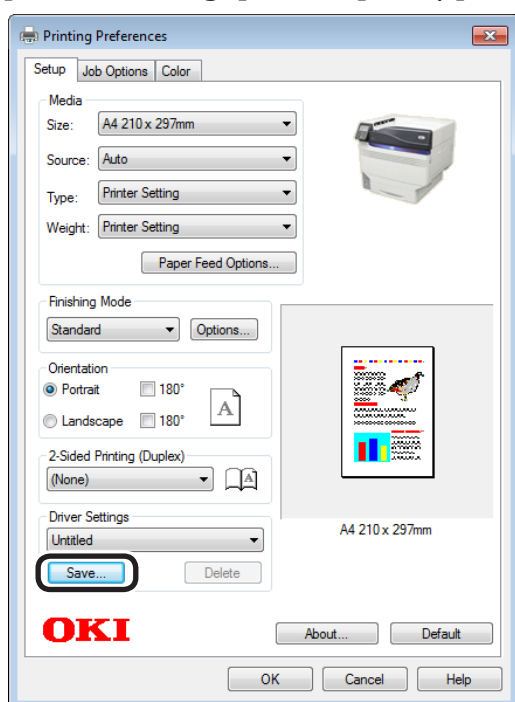 Printing Preferences
Setup Job Options Color
Media
Size: A4 210 x 297mm
Source: Auto
Type: Printer Setting
Weight: Printer Setting
Paper Feed Options...
Finishing Mode
Standard Options...
Orientation
Portrait 180°
Landscape 180°
A
2-Sided Printing (Duplex)
(None) A
Driver Settings
Untitled
Save... Delete
A4 210 x 297mm
OKI
About... Default
OK Cancel Help